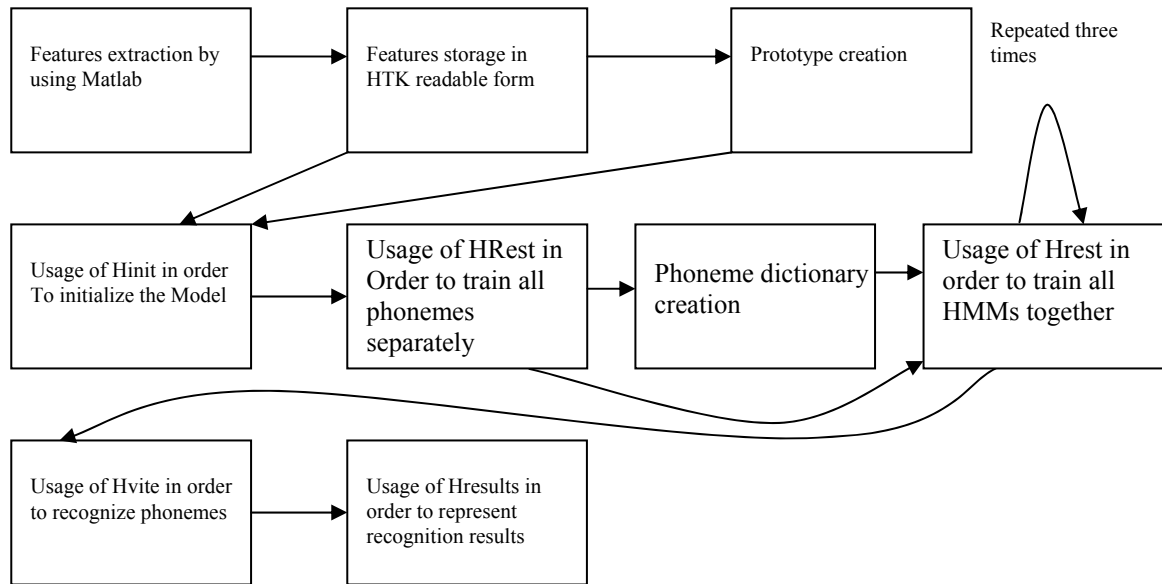 Features extraction by
using Matlab
Features storage in
HTK readable form
Prototype creation
Repeated three
times
Usage of Hinit in order
To initialize the Model
Usage of HRest in
Order to train all
phonemes
separately
Phoneme dictionary
creation
Usage of Hrest in
order to train all
HMMs together
Usage of Hvite in order
to recognize phonemes
Usage of Hresults in
order to represent
recognition results